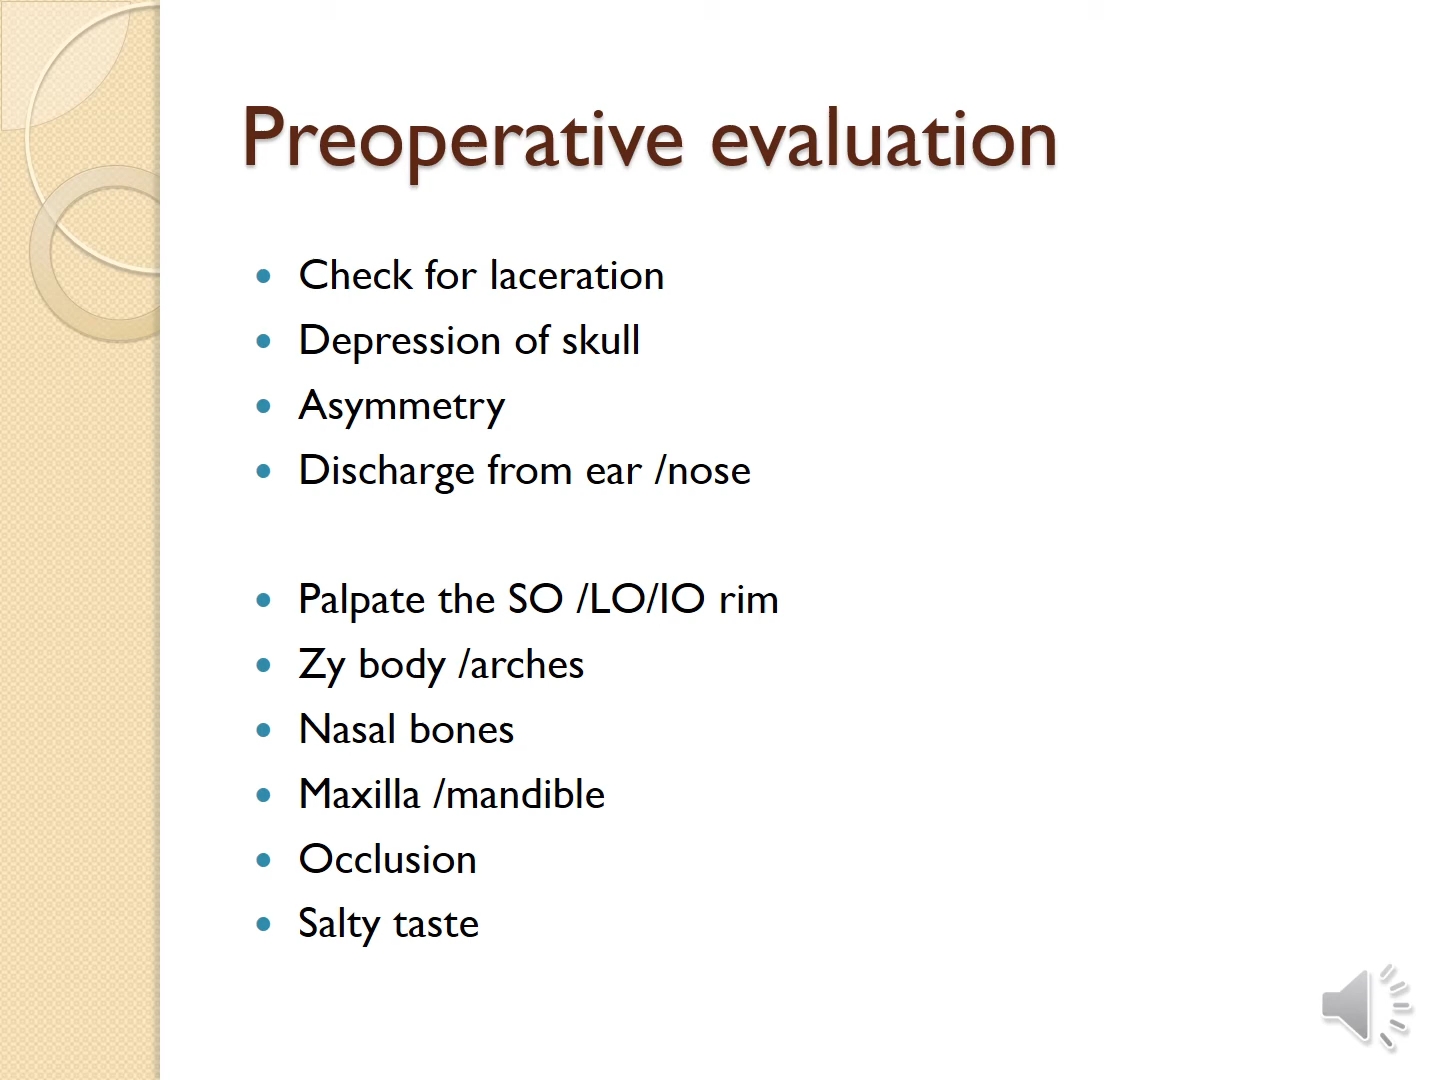 Preoperative evaluation
• Check for laceration
• Depression of skull
• Asymmetry
• Discharge from ear /nose
• Palpate the SO /LO/IO rim
• Zy body /arches
• Nasal bones
• Maxilla /mandible
• Occlusion
• Salty taste